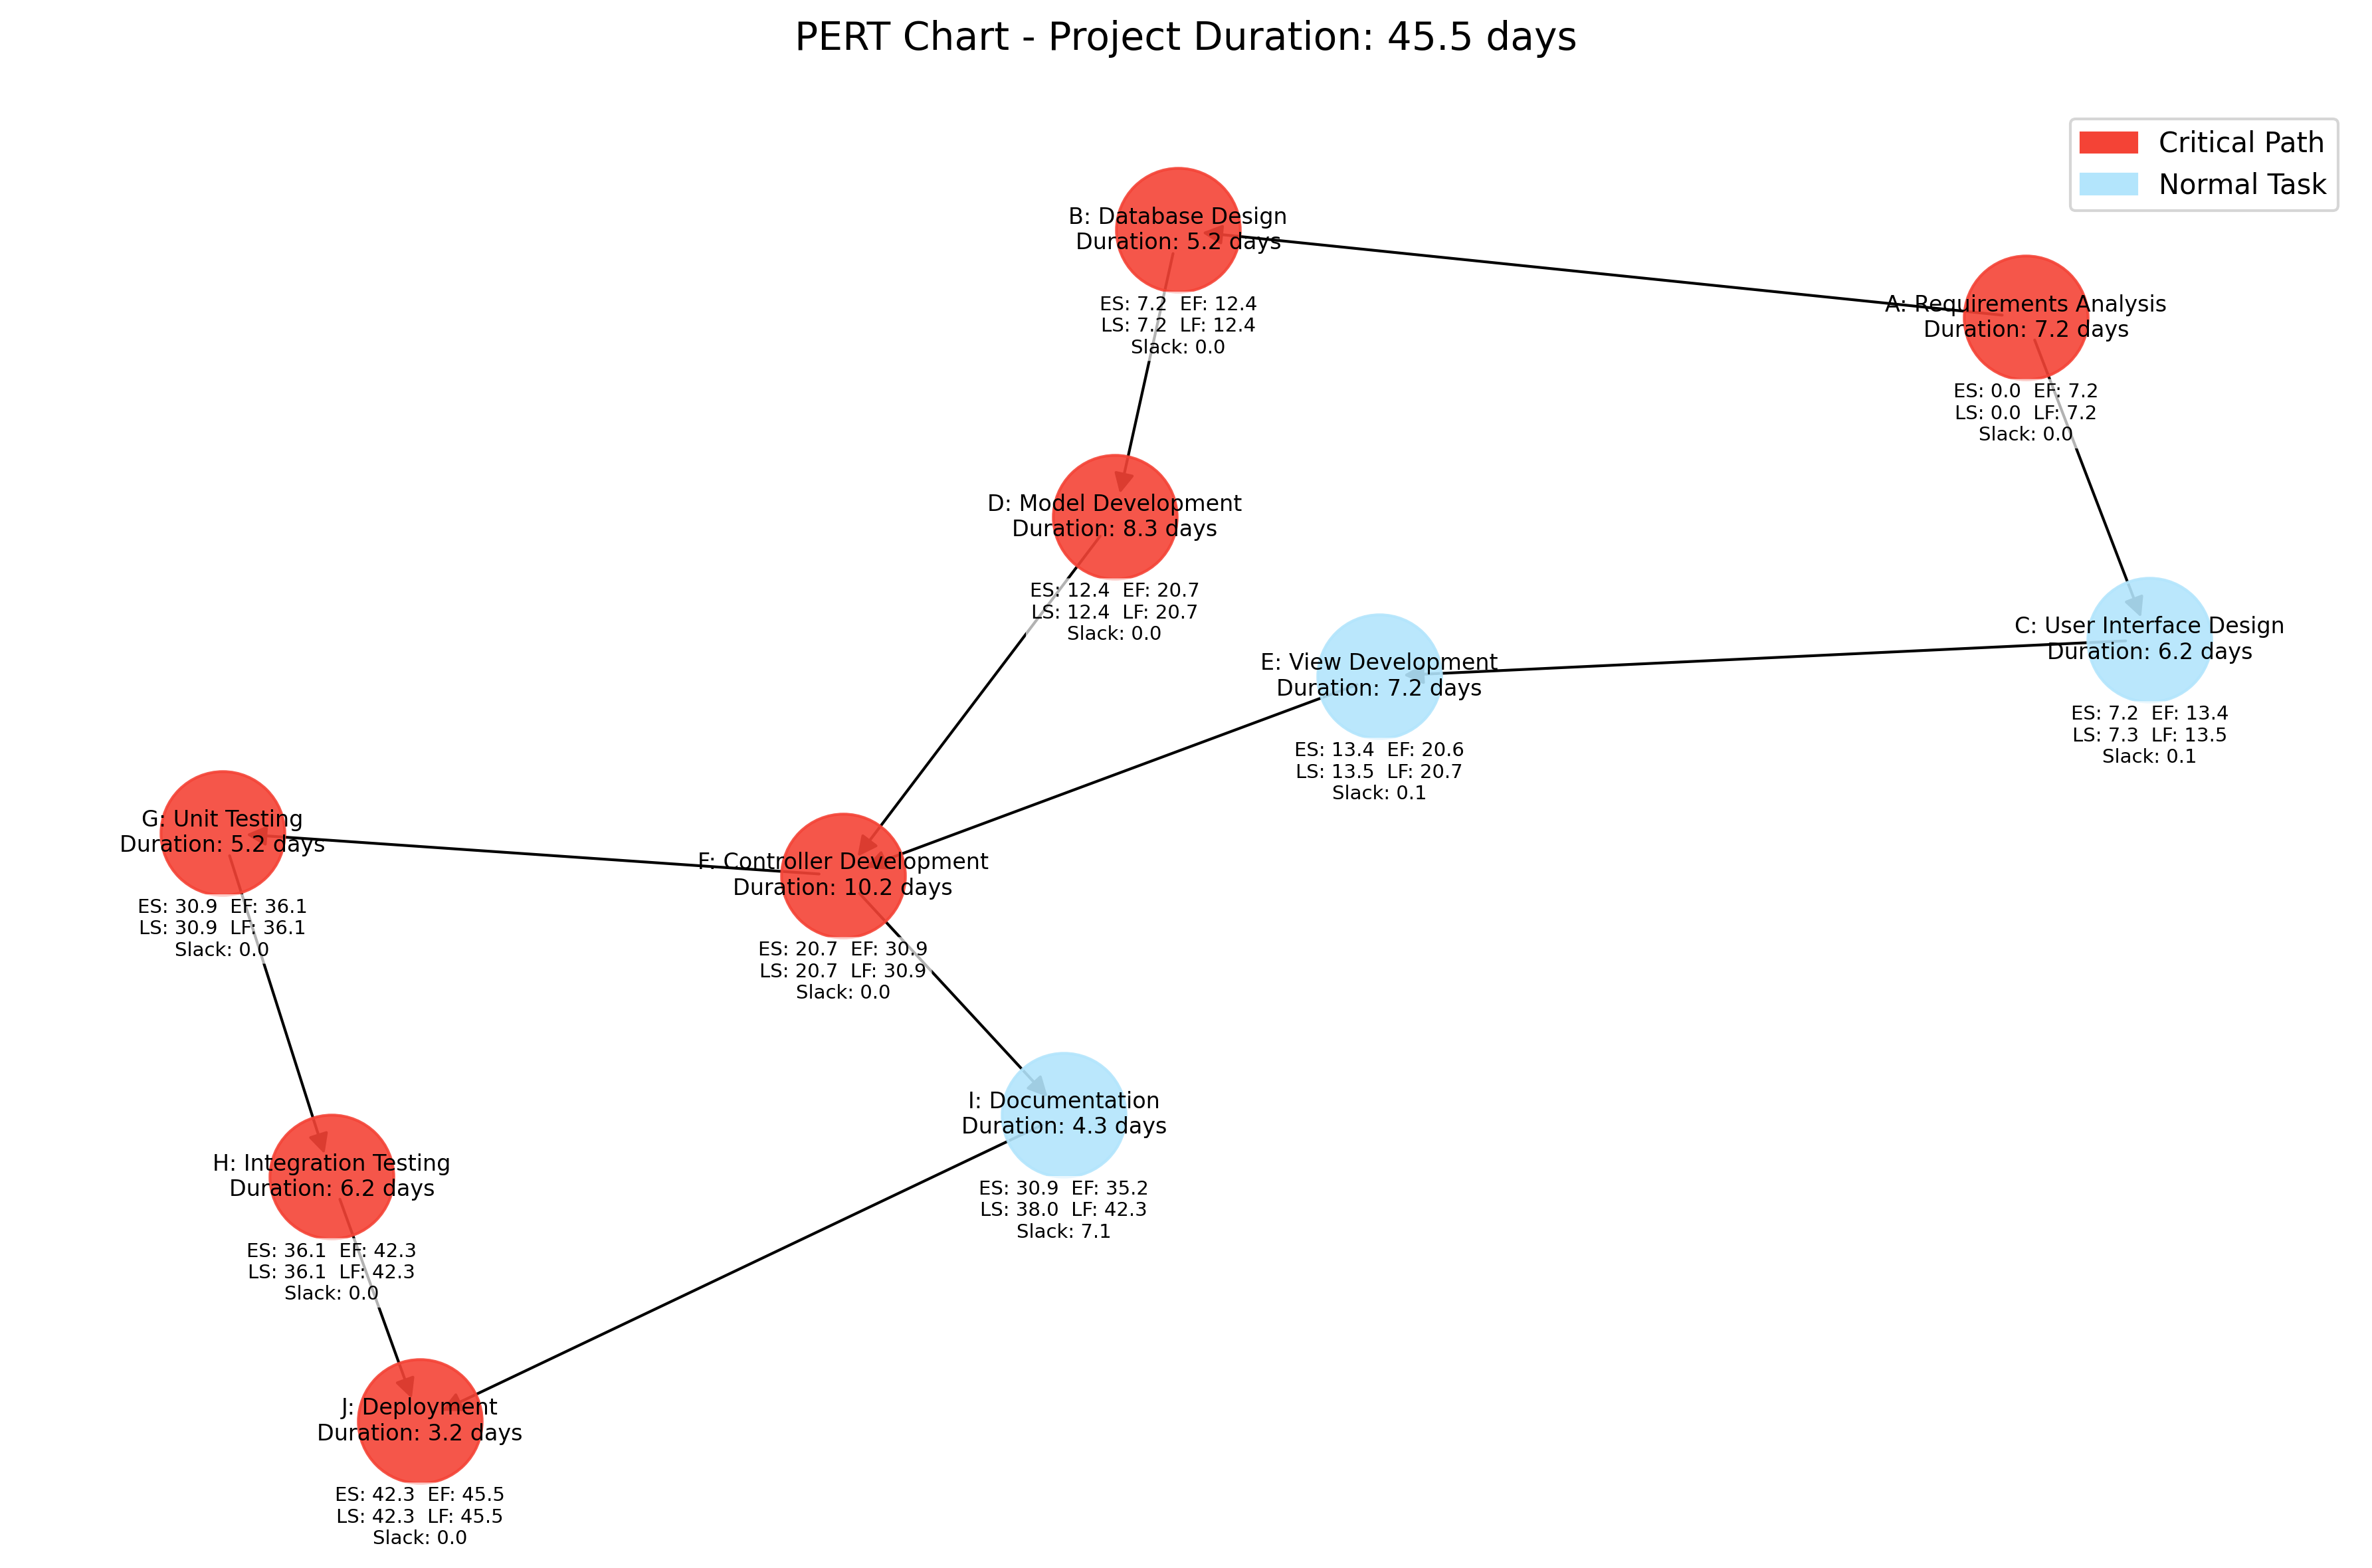 PERT Chart - Project Duration: 45.5 days
Critical Path
Normal Task
B: Database Design
Duration: 5.2 days
ES: 7.2  EF: 12.4
LS: 7.2  LF: 12.4
Slack: 0.0
A: Requirements Analysis
Duration: 7.2 days
ES: 0.0  EF: 7.2
LS: 0.0  LF: 7.2
Slack: 0.0
D: Model Development
Duration: 8.3 days
ES: 12.4  EF: 20.7
LS: 12.4  LF: 20.7
Slack: 0.0
C: User Interface Design
Duration: 6.2 days
ES: 7.2  EF: 13.4
LS: 7.3  LF: 13.5
Slack: 0.1
E: View Development
Duration: 7.2 days
ES: 13.4  EF: 20.6
LS: 13.5  LF: 20.7
Slack: 0.1
G: Unit Testing
Duration: 5.2 days
ES: 30.9  EF: 36.1
LS: 30.9  LF: 36.1
Slack: 0.0
F: Controller Development
Duration: 10.2 days
ES: 20.7  EF: 30.9
LS: 20.7  LF: 30.9
Slack: 0.0
I: Documentation
Duration: 4.3 days
ES: 30.9  EF: 35.2
LS: 38.0  LF: 42.3
Slack: 7.1
H: Integration Testing
Duration: 6.2 days
ES: 36.1  EF: 42.3
LS: 36.1  LF: 42.3
Slack: 0.0
J: Deployment
Duration: 3.2 days
ES: 42.3  EF: 45.5
LS: 42.3  LF: 45.5
Slack: 0.0